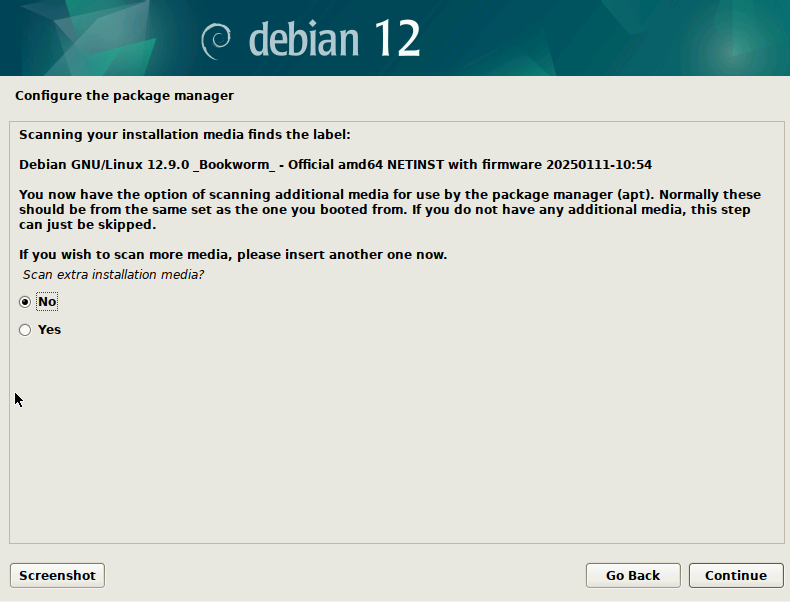 debian 12
Configure the package manager
Scanning your installation media finds the label:
Debian GNU/Linux 12.9.0 _Bookworm_ - Official amd64 NETINST with firmware 20250111-10:54
You now have the option of scanning additional media for use by the package manager (apt). Normally these
should be from the same set as the one you booted from. If you do not have any additional media, this step
can just be skipped.
If you wish to scan more media, please insert another one now.
Scan extra installation media?
No
Yes
Screenshot
Go Back
Continue